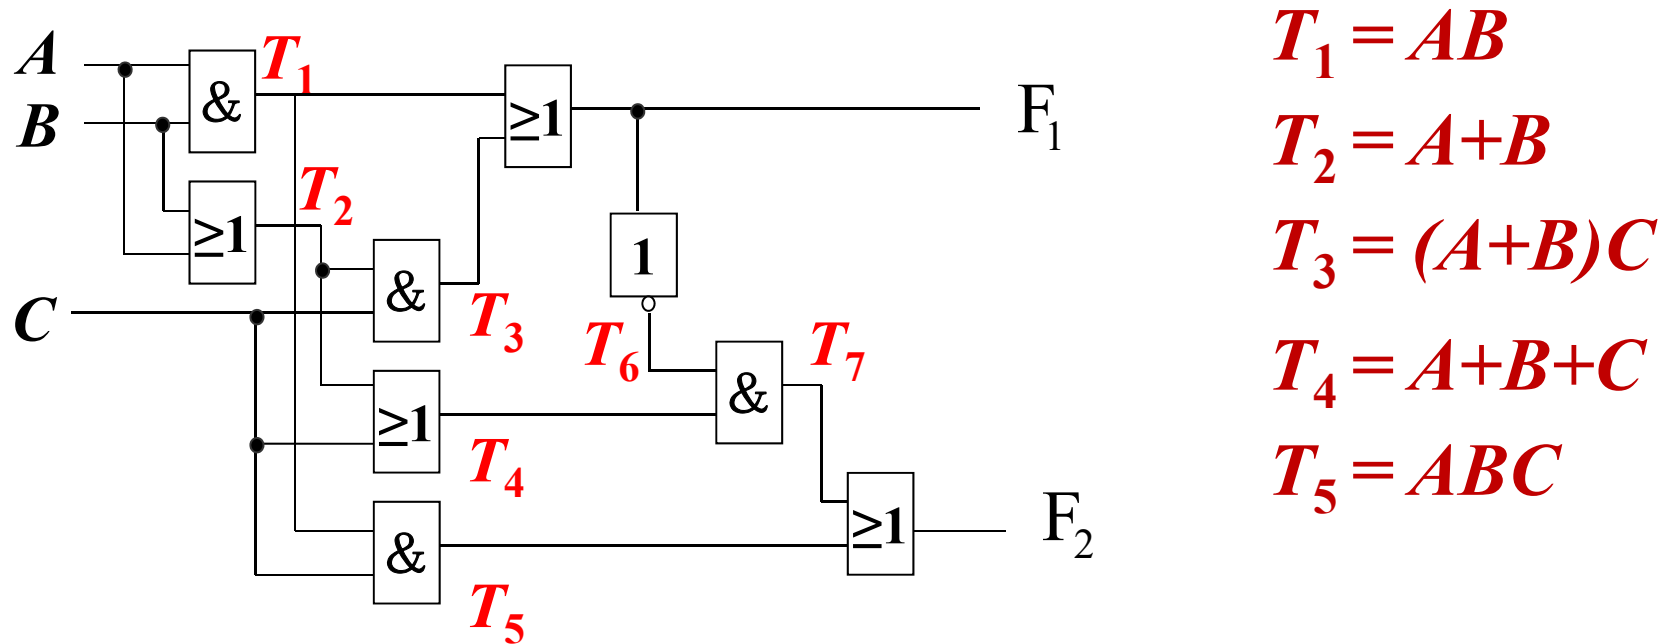 A
B
C
&
≥1
&
≥1
&
≥1
1
&
≥1
T₁
T₂
T₃
T₄
T₅
T₆
T₇
F₁
F₂
T₁ = AB
T₂ = A+B
T₃ = (A+B)C
T₄ = A+B+C
T₅ = ABC